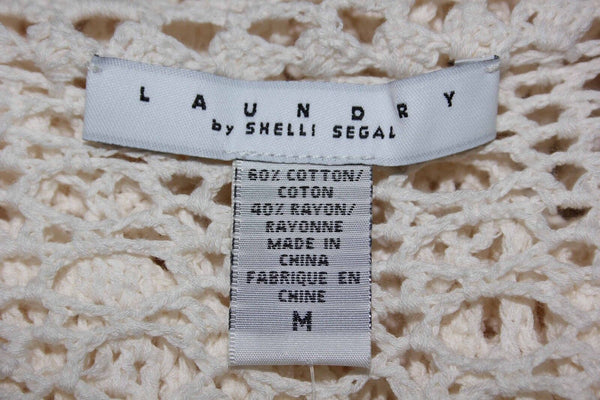 LAUNDRY
by SHELLI SEGAL
60% COTTON/
COTON
40% RAYON/
RAYONNE
MADE IN
CHINA
FABRIQUE EN
CHINE
M